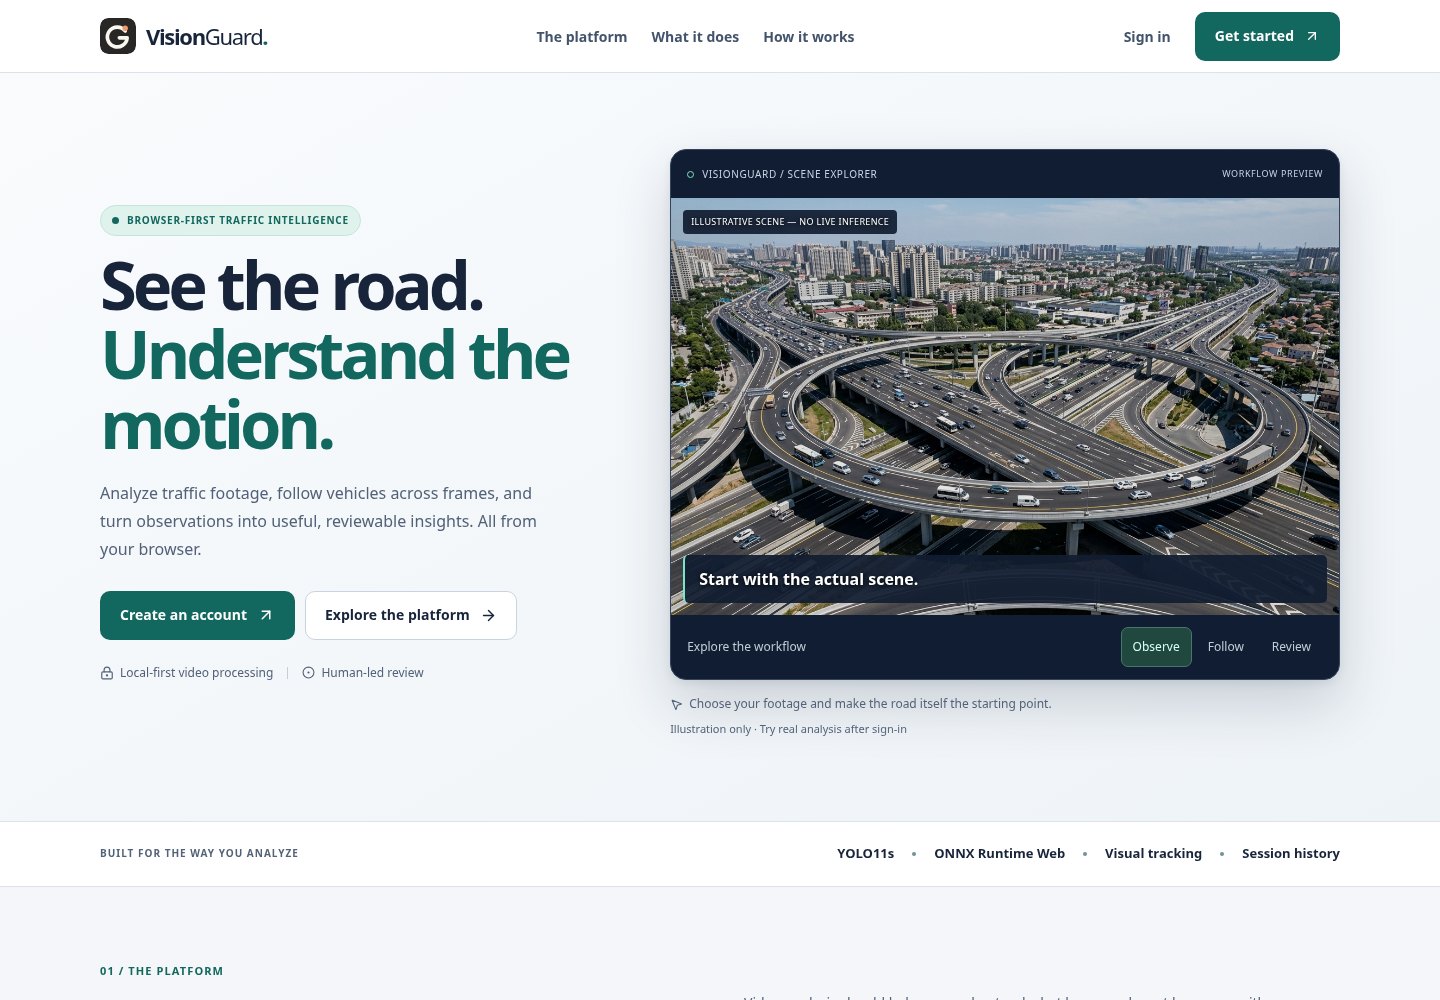 VisionGuard.
The platform
What it does
How it works
Sign in
Get started
BROWSER-FIRST TRAFFIC INTELLIGENCE
See the road.
Understand the
motion.
Analyze traffic footage, follow vehicles across frames, and
turn observations into useful, reviewable insights. All from
your browser.
Create an account
Explore the platform
Local-first video processing
Human-led review
VISIONGUARD / SCENE EXPLORER
WORKFLOW PREVIEW
ILLUSTRATIVE SCENE — NO LIVE INFERENCE
Start with the actual scene.
Explore the workflow
Observe
Follow
Review
Choose your footage and make the road itself the starting point.
Illustration only · Try real analysis after sign-in
BUILT FOR THE WAY YOU ANALYZE
YOLO11s
ONNX Runtime Web
Visual tracking
Session history
01 / THE PLATFORM